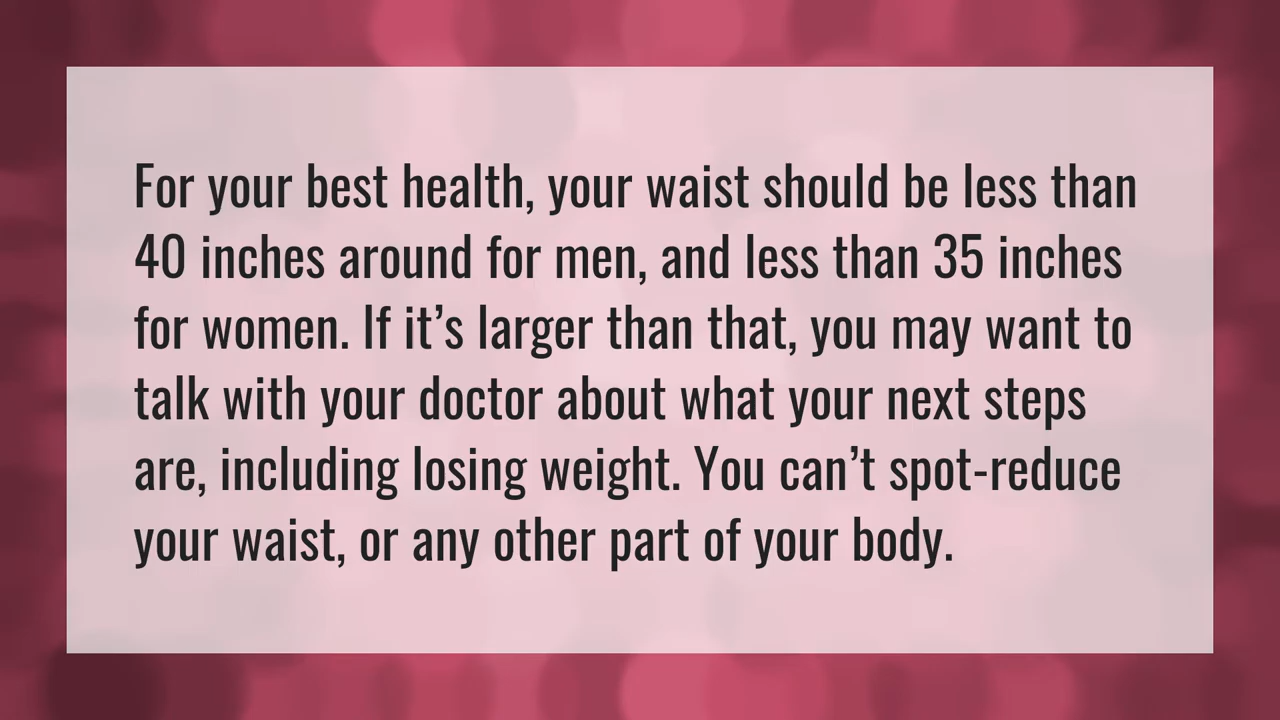 For your best health, your waist should be less than
40 inches around for men, and less than 35 inches
for women. If it’s larger than that, you may want to
talk with your doctor about what your next steps
are, including losing weight. You can’t spot-reduce
your waist, or any other part of your body.